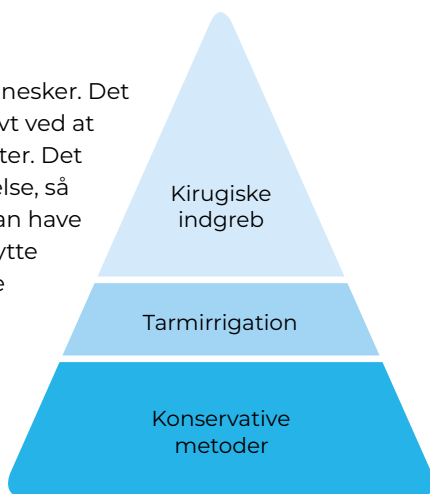 nesker. Det
vt ved at
ter. Det
else, så
an have
ytte
e
Kirugiske
indgreb
Tarmirrigation
Konservative
metoder